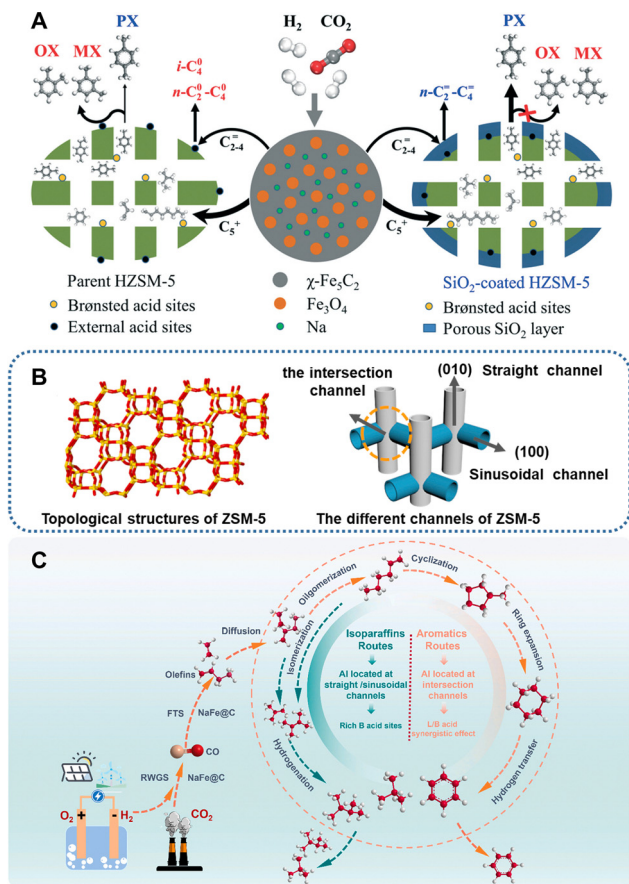 A
H₂ CO₂
PX
OX MX
i-C₄⁰
n-C₂⁰-C₄⁰
C₂₋₄⁼
C₅⁺
C₂₋₄⁼
C₅⁺
n-C₂⁼-C₄⁼
PX
OX MX
Parent HZSM-5
Brønsted acid sites
External acid sites
χ-Fe₅C₂
Fe₃O₄
Na
SiO₂-coated HZSM-5
Brønsted acid sites
Porous SiO₂ layer
B
Topological structures of ZSM-5
the intersection
channel
(010) Straight channel
(100)
Sinusoidal channel
The different channels of ZSM-5
C
O₂ + - H₂
CO₂
RWGS NaFe@C
CO
FTS NaFe@C
Olefins
Diffusion
Oligomerization
Cyclization
Ring expansion
Hydrogen transfer
Isomerization
Hydrogenation
Isoparaffins
Routes
Al located at
straight /sinusoidal
channels
Rich B acid sites
Aromatics
Routes
Al located at
intersection
channels
L/B acid
synergistic effect